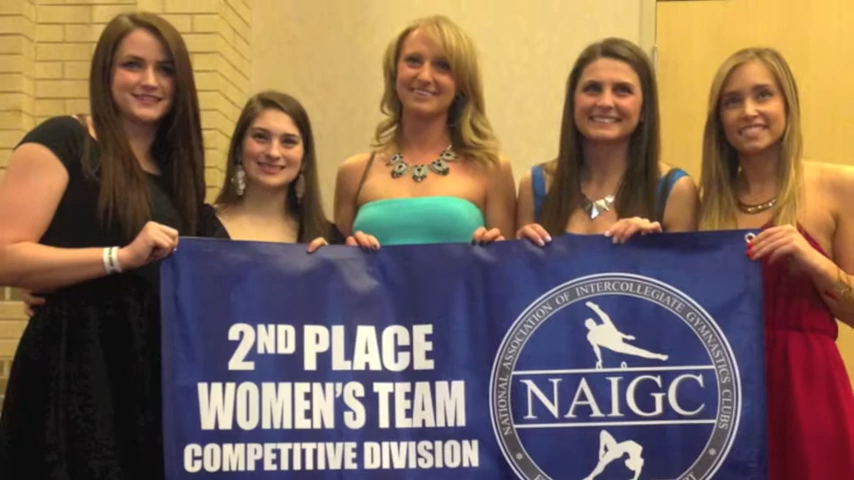 2ND PLACE
WOMEN'S TEAM
COMPETITIVE DIVISION
NATIONAL ASSOCIATION OF INTERCOLLEGIATE GYMNASTICS CLUBS
NAIGC